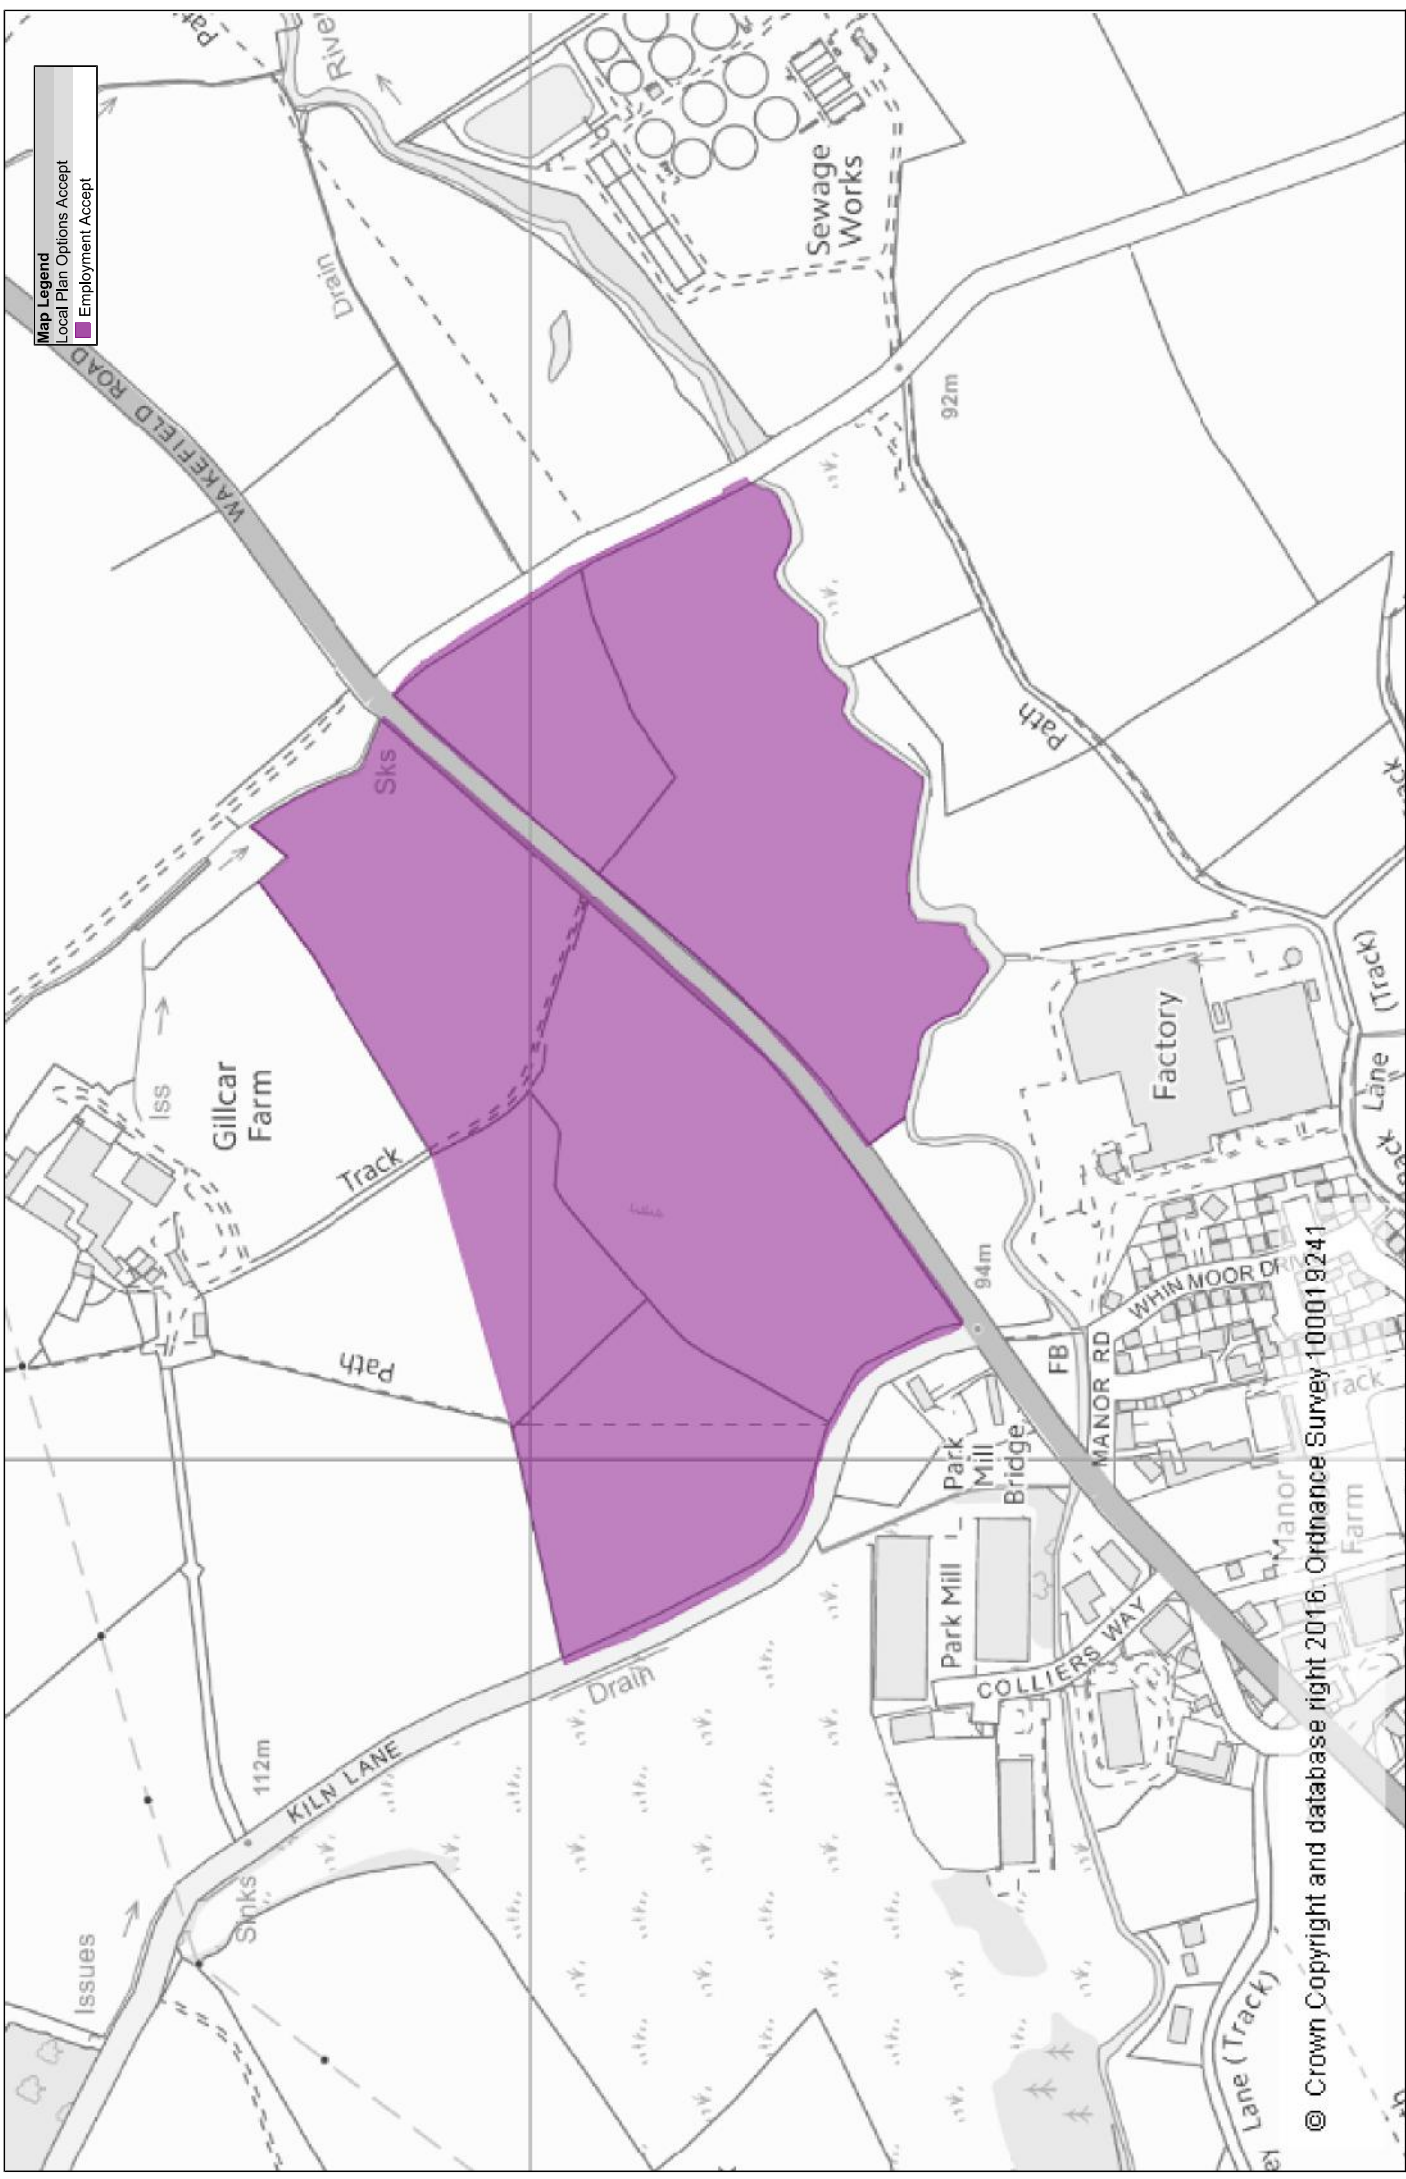 Map Legend
Local Plan Options Accept
Employment Accept
Path
River
Drain
WAKEFIELD ROAD
Sewage
Works
92m
Sks
Path
Iss
Gillcar
Farm
Track
Path
Factory
(Track)
Lane
94m
FB
MANOR RD
WHIN MOOR DRIVE
Track
Park
Mill
Bridge
Park Mill
COLLIERS WAY
Manor
Farm
Drain
KILN LANE
112m
Sinks
Issues
Lane (Track)
© Crown Copyright and database right 2016. Ordnance Survey 100019241